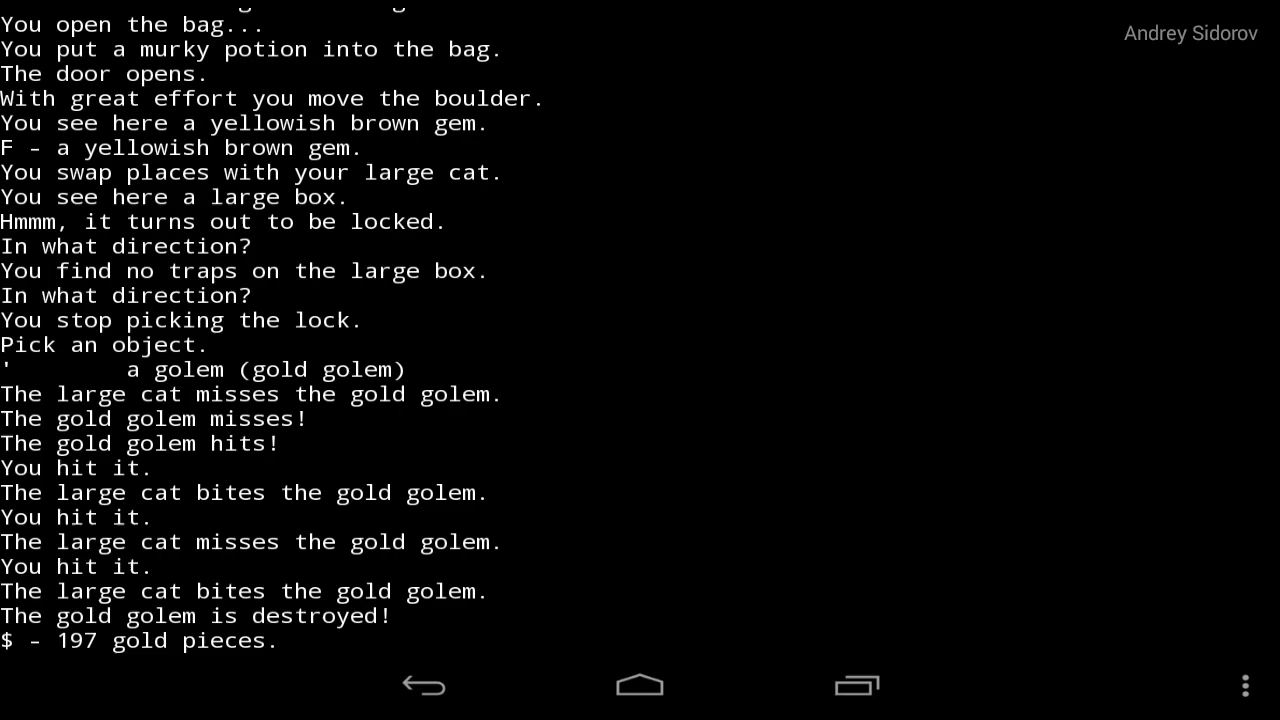 You open the bag...
You put a murky potion into the bag.
The door opens.
With great effort you move the boulder.
You see here a yellowish brown gem.
F - a yellowish brown gem.
You swap places with your large cat.
You see here a large box.
Hmmm, it turns out to be locked.
In what direction?
You find no traps on the large box.
In what direction?
You stop picking the lock.
Pick an object.
'        a golem (gold golem)
The large cat misses the gold golem.
The gold golem misses!
The gold golem hits!
You hit it.
The large cat bites the gold golem.
You hit it.
The large cat misses the gold golem.
You hit it.
The large cat bites the gold golem.
The gold golem is destroyed!
$ - 197 gold pieces.
Andrey Sidorov